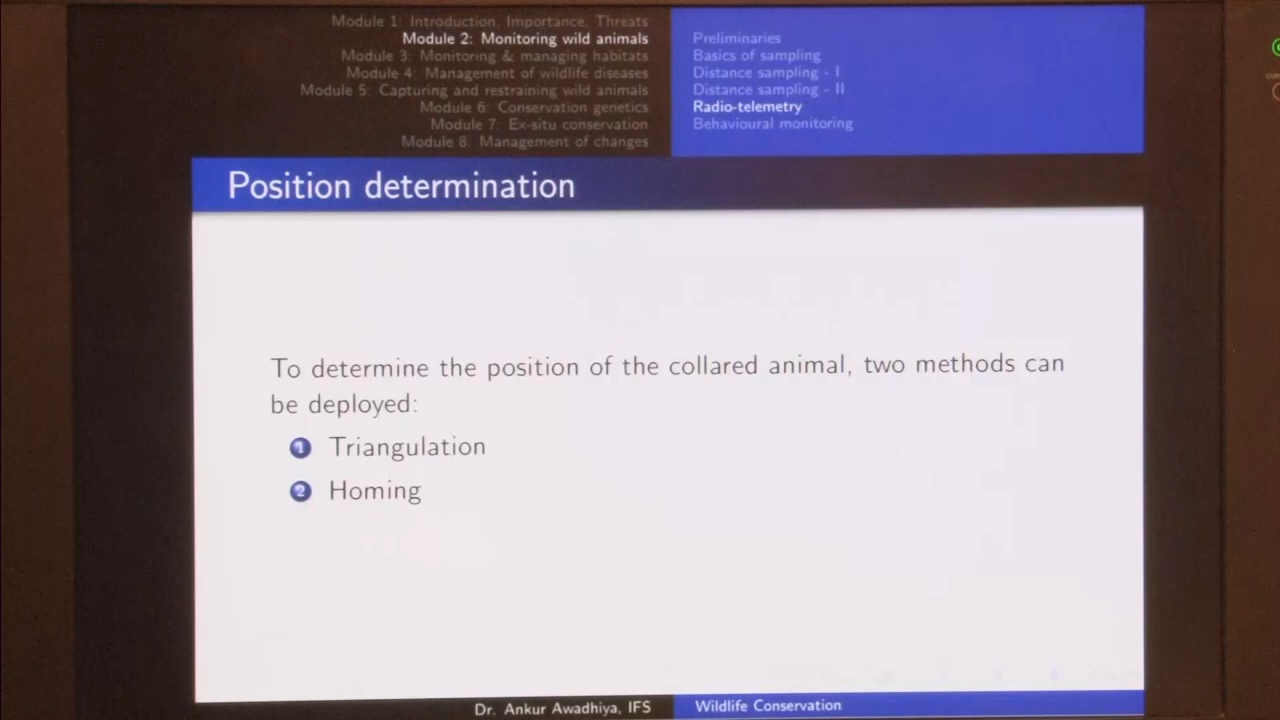 Module 1: Introduction, Importance, Threats
Module 2: Monitoring wild animals
Module 3: Monitoring & managing habitats
Module 4: Management of wildlife diseases
Module 5: Capturing and restraining wild animals
Module 6: Conservation genetics
Module 7: Ex-situ conservation
Module 8: Management of changes
Preliminaries
Basics of sampling
Distance sampling - I
Distance sampling - II
Radio-telemetry
Behavioural monitoring
Position determination
To determine the position of the collared animal, two methods can
be deployed:
1 Triangulation
2 Homing
Dr. Ankur Awadhiya, IFS
Wildlife Conservation